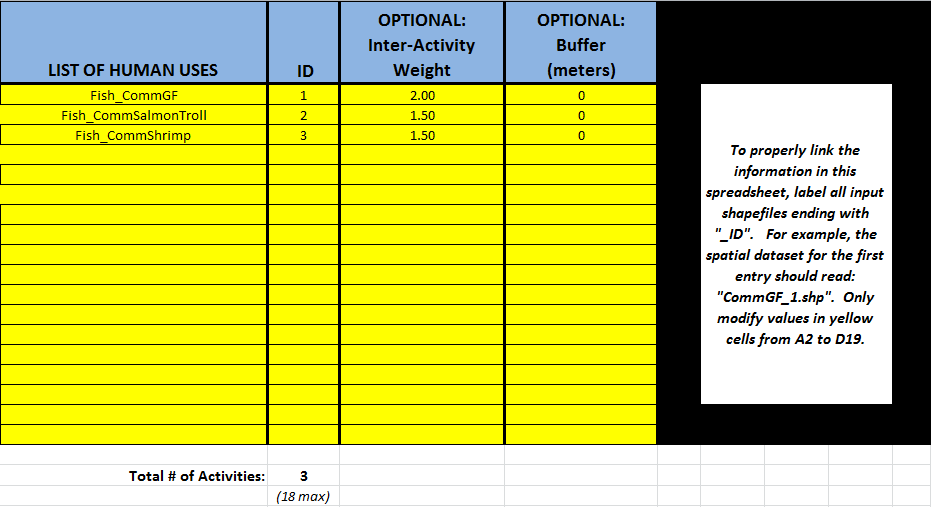 OPTIONAL: OPTIONAL:
Inter-Activity Buffer
LIST OF HUMAN USES ID Weight (meters)
Fish_CommGF 1 2.00 0
Fish_CommSalmonTroll 2 1.50 0
Fish_CommShrimp 3 1.50 0
To properly link the
information in this
spreadsheet, label all input
shapefiles ending with
"_ID". For example, the
spatial dataset for the first
entry should read:
"CommGF_1.shp". Only
modify values in yellow
cells from A2 to D19.
Total # of Activities: 3
(18 max)